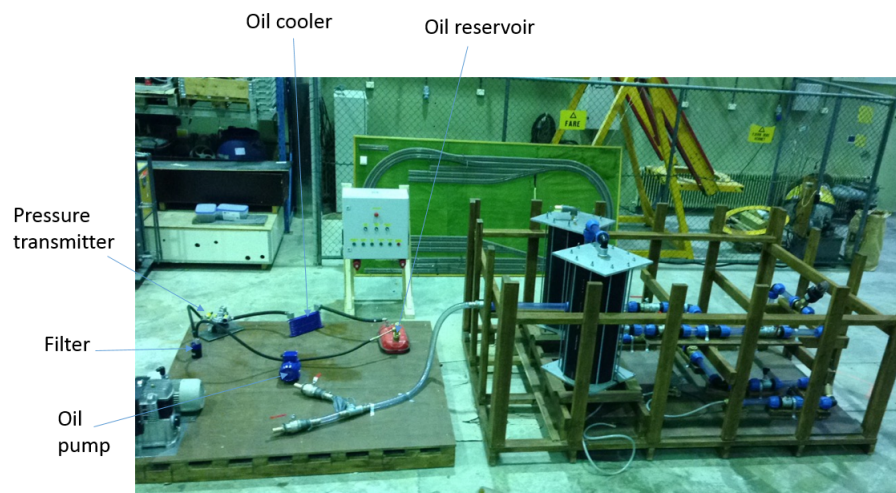 Oil cooler
Oil reservoir
Pressure
transmitter
Filter
Oil
pump
FARE